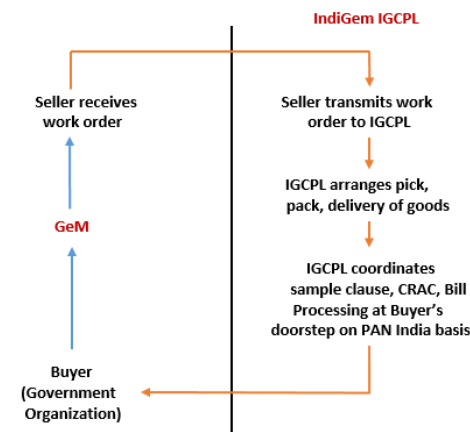 IndiGem IGCPL
Seller receives
work order
Seller transmits work
order to IGCPL
IGCPL arranges pick,
pack, delivery of goods
GeM
IGCPL coordinates
sample clause, CRAC, Bill
Processing at Buyer's
doorstep on PAN India basis
Buyer
(Government
Organization)